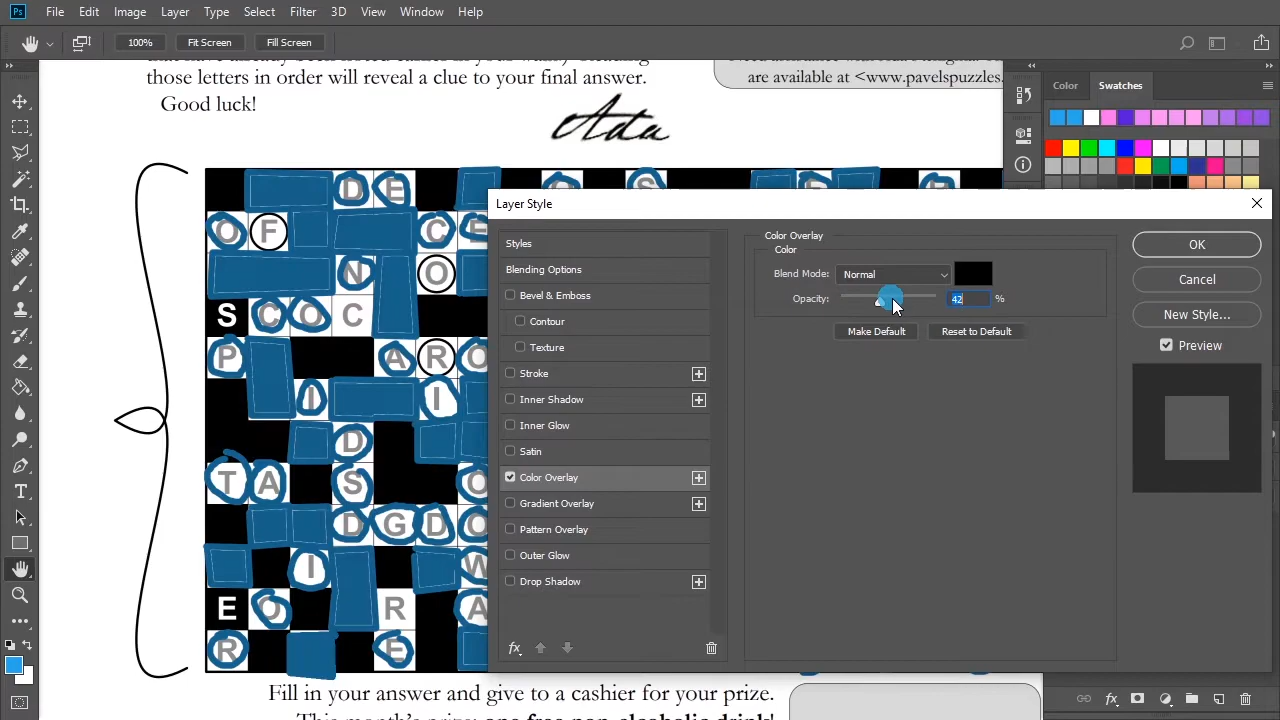 Ps File Edit Image Layer Type Select Filter 3D View Window Help
100% Fit Screen Fill Screen
those letters in order will reveal a clue to your final answer.
are available at <www.pavelspuzzles.
Good luck!
Ada
Color Swatches
D E
O F C E
N O
S C O C
P A R O
I I
D
T A S O
D G D O
I W
E O R A
R E
Layer Style
Styles
Blending Options
Bevel & Emboss
Contour
Texture
Stroke
Inner Shadow
Inner Glow
Satin
Color Overlay
Gradient Overlay
Pattern Overlay
Outer Glow
Drop Shadow
fx
Color Overlay
Color
Blend Mode: Normal
Opacity: 42 %
Make Default Reset to Default
OK
Cancel
New Style...
Preview
Fill in your answer and give to a cashier for your prize.